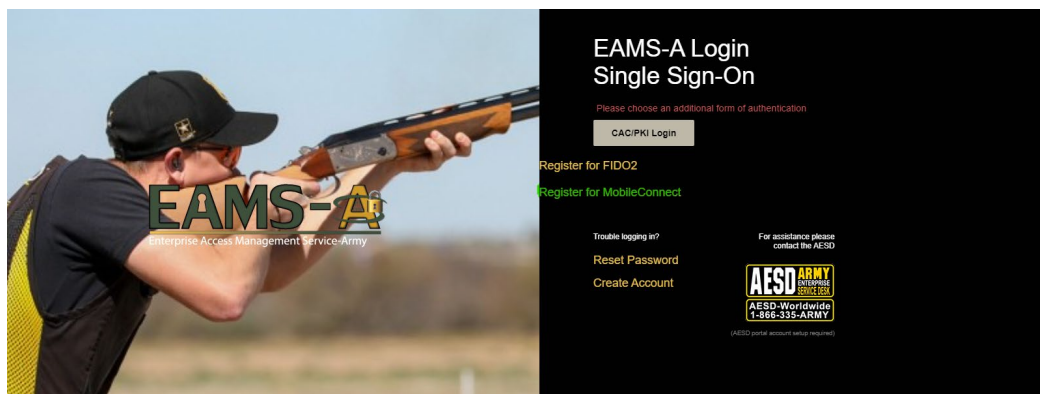 EAMS-A
Enterprise Access Management Service-Army
EAMS-A Login
Single Sign-On
Please choose an additional form of authentication
CAC/PKI Login
Register for FIDO2
Register for MobileConnect
Trouble logging in?
Reset Password
Create Account
For assistance please
contact the AESD
AESD ARMY
ENTERPRISE
SERVICE DESK
AESD-Worldwide
1-866-335-ARMY
(AESD portal account setup required)